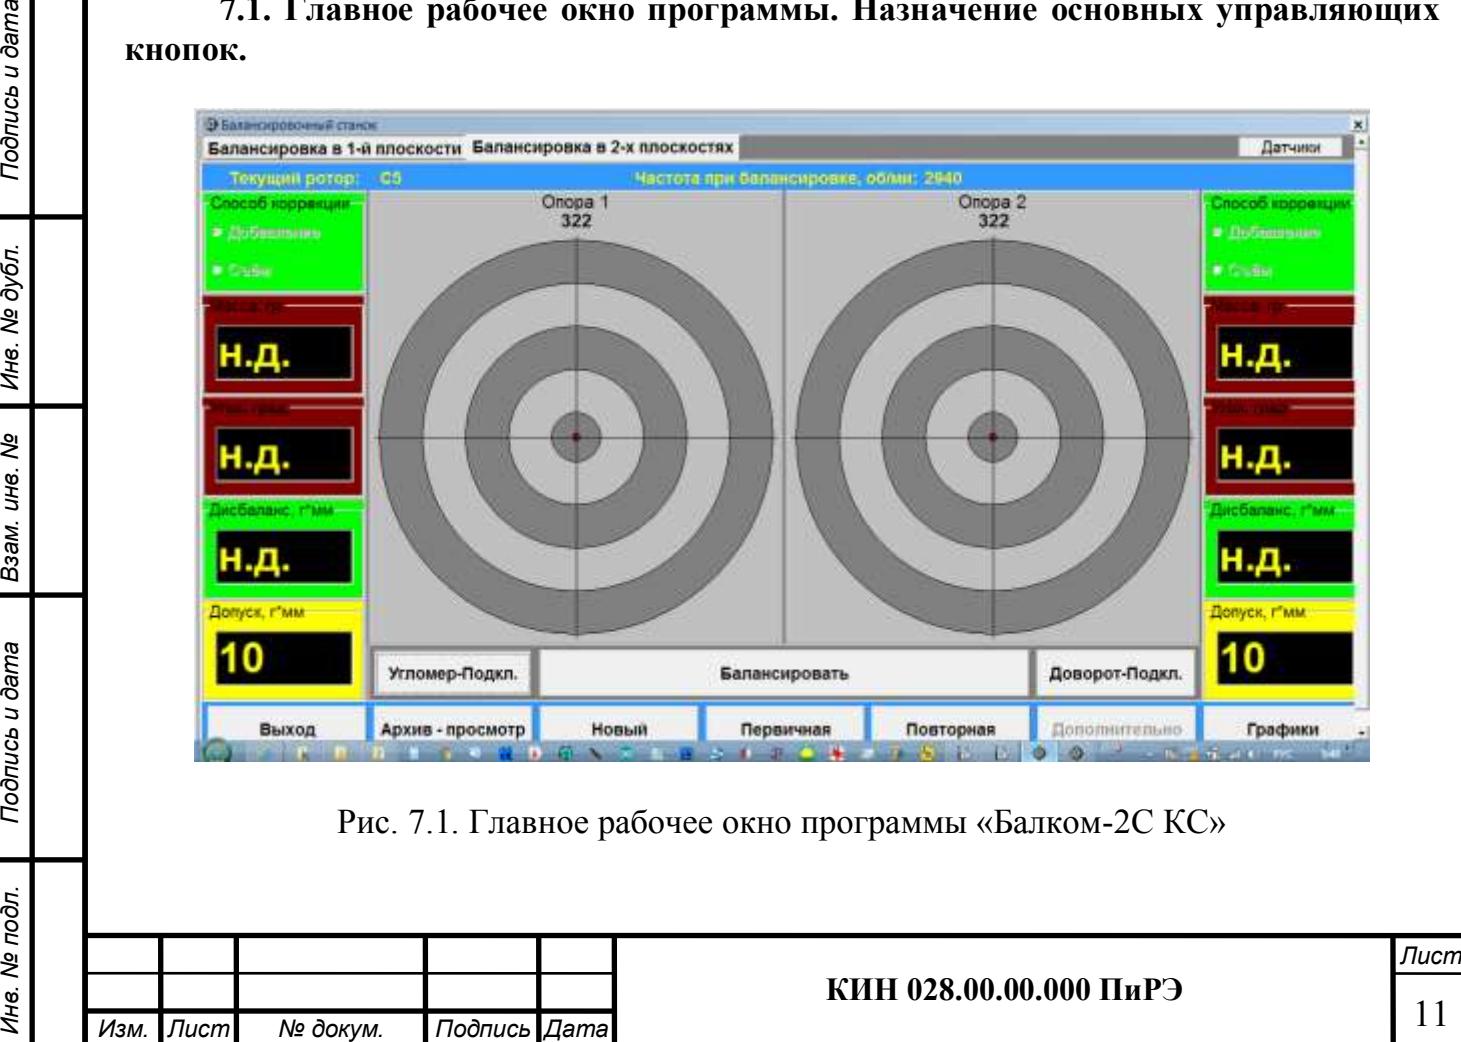 7.1. Главное рабочее окно программы. Назначение основных управляющих
кнопок.
Балансировочный станок
Балансировка в 1-й плоскости Балансировка в 2-х плоскостях Датчики
Текущий ротор: С5 Частота при балансировке, об/ми: 2940
Способ коррекции
Добавление
Съём
Масса, гр.
н.д.
Угол, град.
н.д.
Дисбаланс, г*мм
н.д.
Допуск, г*мм
10
Опора 1
322
Опора 2
322
Способ коррекции
Добавление
Съём
Масса, гр.
н.д.
Угол, град.
н.д.
Дисбаланс, г*мм
н.д.
Допуск, г*мм
10
Угломер-Подкл. Балансировать Доворот-Подкл.
Выход Архив - просмотр Новый Первичная Повторная Дополнительно Графики
Рис. 7.1. Главное рабочее окно программы «Балком-2С КС»
Подпись и дата
Инв. № дубл.
Взам. инв. №
Подпись и дата
Инв. № подл.
Изм. Лист № докум. Подпись Дата
КИН 028.00.00.000 ПиРЭ
Лист
11